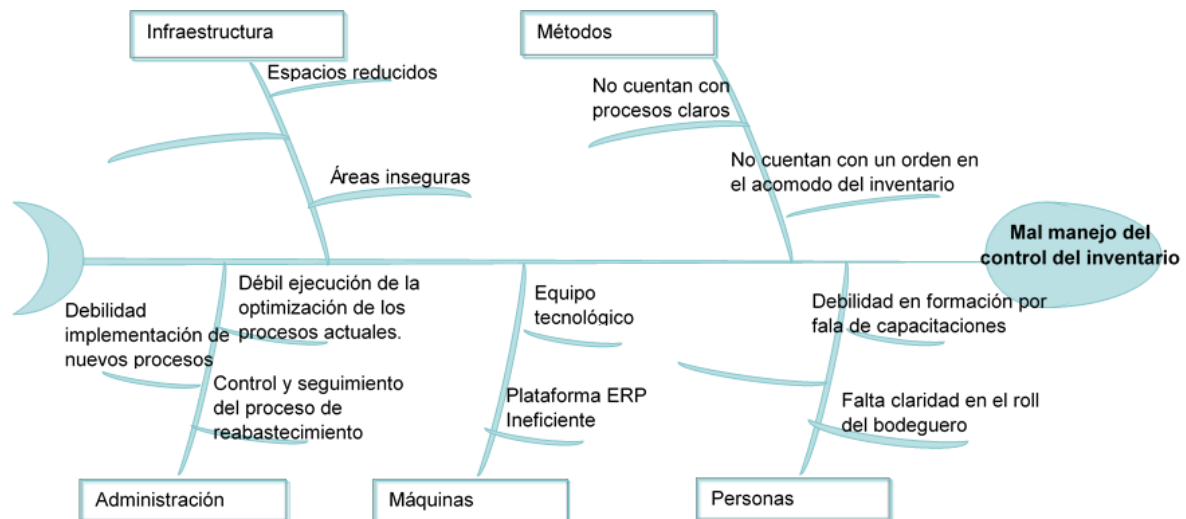 Infraestructura
Métodos
Espacios reducidos
No cuentan con
procesos claros
Áreas inseguras
No cuentan con un orden en
el acomodo del inventario
Mal manejo del
control del inventario
Débil ejecución de la
optimización de los
procesos actuales.
Debilidad
implementación de
nuevos procesos
Control y seguimiento
del proceso de
reabastecimiento
Equipo
tecnológico
Plataforma ERP
Ineficiente
Debilidad en formación por
fala de capacitaciones
Falta claridad en el roll
del bodeguero
Administración
Máquinas
Personas